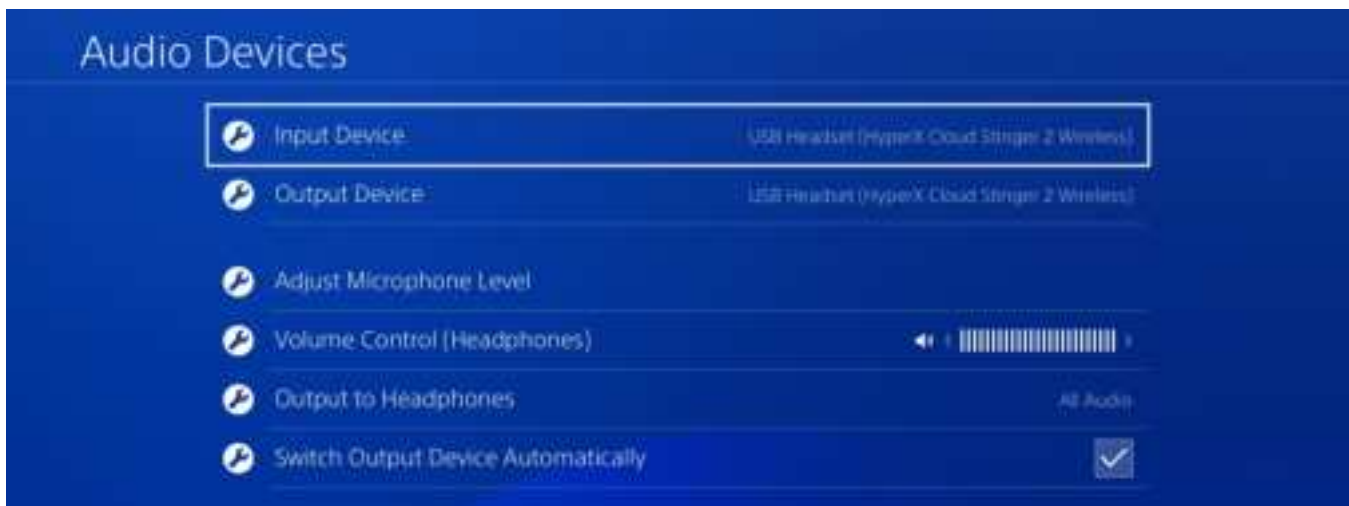 Audio Devices
Input Device USB Headset (HyperX Cloud Stinger 2 Wireless)
Output Device USB Headset (HyperX Cloud Stinger 2 Wireless)
Adjust Microphone Level
Volume Control (Headphones)
Output to Headphones All Audio
Switch Output Device Automatically